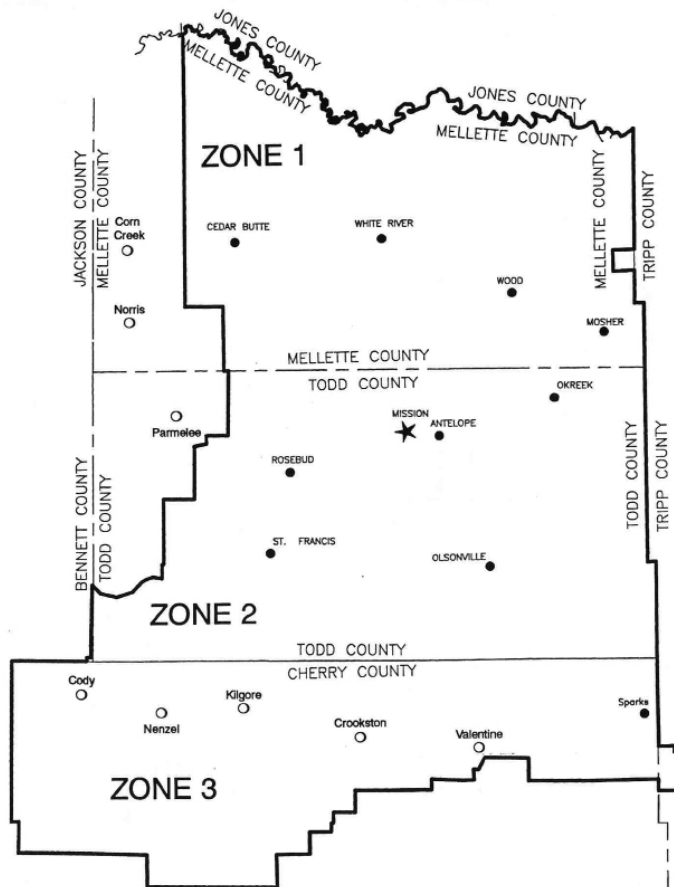 JONES COUNTY
MELLETTE COUNTY
JONES COUNTY
MELLETTE COUNTY
ZONE 1
JACKSON COUNTY
MELLETTE COUNTY
MELLETTE COUNTY
TRIPP COUNTY
Corn
Creek
CEDAR BUTTE
WHITE RIVER
WOOD
Norris
MOSHER
MELLETTE COUNTY
TODD COUNTY
OKREEK
Parmelee
MISSION
ANTELOPE
ROSEBUD
TODD COUNTY
TRIPP COUNTY
BENNETT COUNTY
TODD COUNTY
ST. FRANCIS
OLSONVILLE
ZONE 2
TODD COUNTY
CHERRY COUNTY
Cody
Nenzel
Kilgore
Crookston
Valentine
Sparks
ZONE 3